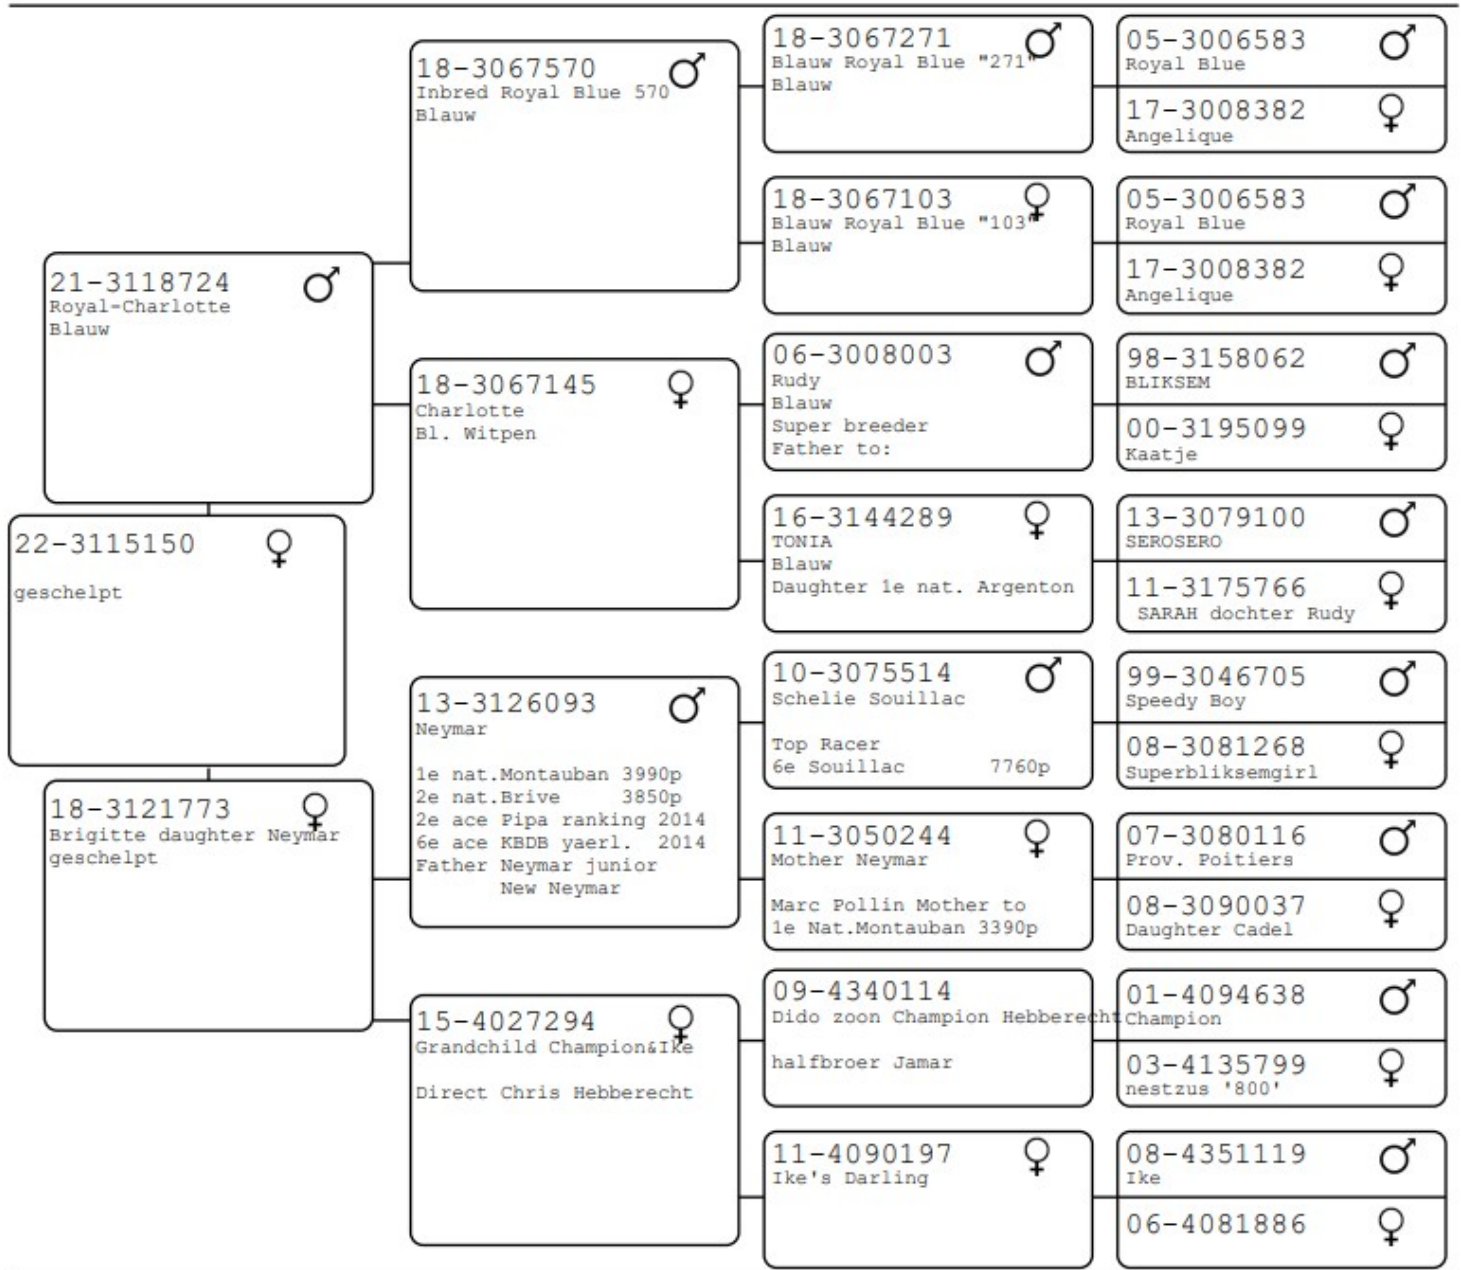 22-3115150
geschelpt
21-3118724
Royal-Charlotte
Blauw
18-3121773
Brigitte daughter Neymar
geschelpt
18-3067570
Inbred Royal Blue 570
Blauw
18-3067145
Charlotte
Bl. Witpen
13-3126093
Neymar
1e nat.Montauban 3990p
2e nat.Brive 3850p
2e ace Pipa ranking 2014
6e ace KBDB yaerl. 2014
Father Neymar junior
New Neymar
15-4027294
Grandchild Champion&Ike
Direct Chris Hebberecht
18-3067271
Blauw Royal Blue "271"
Blauw
18-3067103
Blauw Royal Blue "103"
Blauw
06-3008003
Rudy
Blauw
Super breeder
Father to:
16-3144289
TONIA
Blauw
Daughter 1e nat. Argenton
10-3075514
Schelie Souillac
Top Racer
6e Souillac 7760p
11-3050244
Mother Neymar
Marc Pollin Mother to
1e Nat.Montauban 3390p
09-4340114
Dido zoon Champion Hebberecht
halfbroer Jamar
11-4090197
Ike's Darling
05-3006583
Royal Blue
17-3008382
Angelique
05-3006583
Royal Blue
17-3008382
Angelique
98-3158062
BLIKSEM
00-3195099
Kaatje
13-3079100
SEROSERO
11-3175766
SARAH dochter Rudy
99-3046705
Speedy Boy
08-3081268
Superbliksemgirl
07-3080116
Prov. Poitiers
08-3090037
Daughter Cadel
01-4094638
Champion
03-4135799
nestzus '800'
08-4351119
Ike
06-4081886